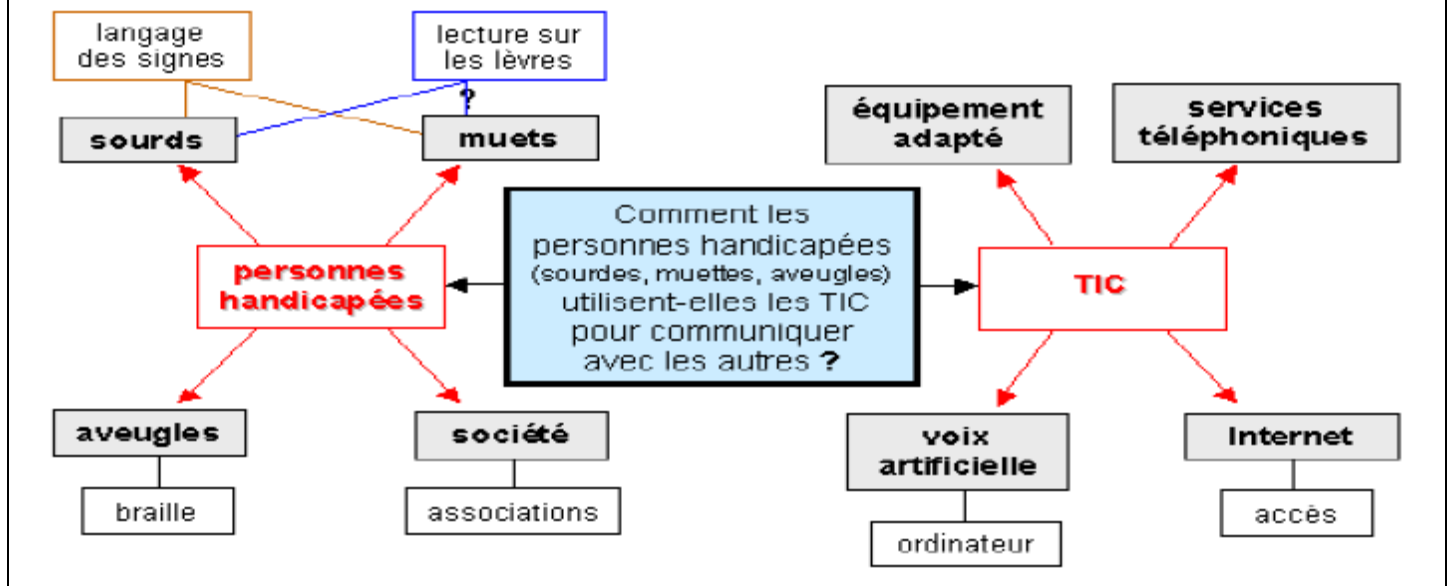 langage
des signes
lecture sur
les lèvres
?
sourds
muets
équipement
adapté
services
téléphoniques
Comment les
personnes handicapées
(sourdes, muettes, aveugles)
utilisent-elles les TIC
pour communiquer
avec les autres ?
personnes
handicapées
TIC
aveugles
société
voix
artificielle
Internet
braille
associations
ordinateur
accès